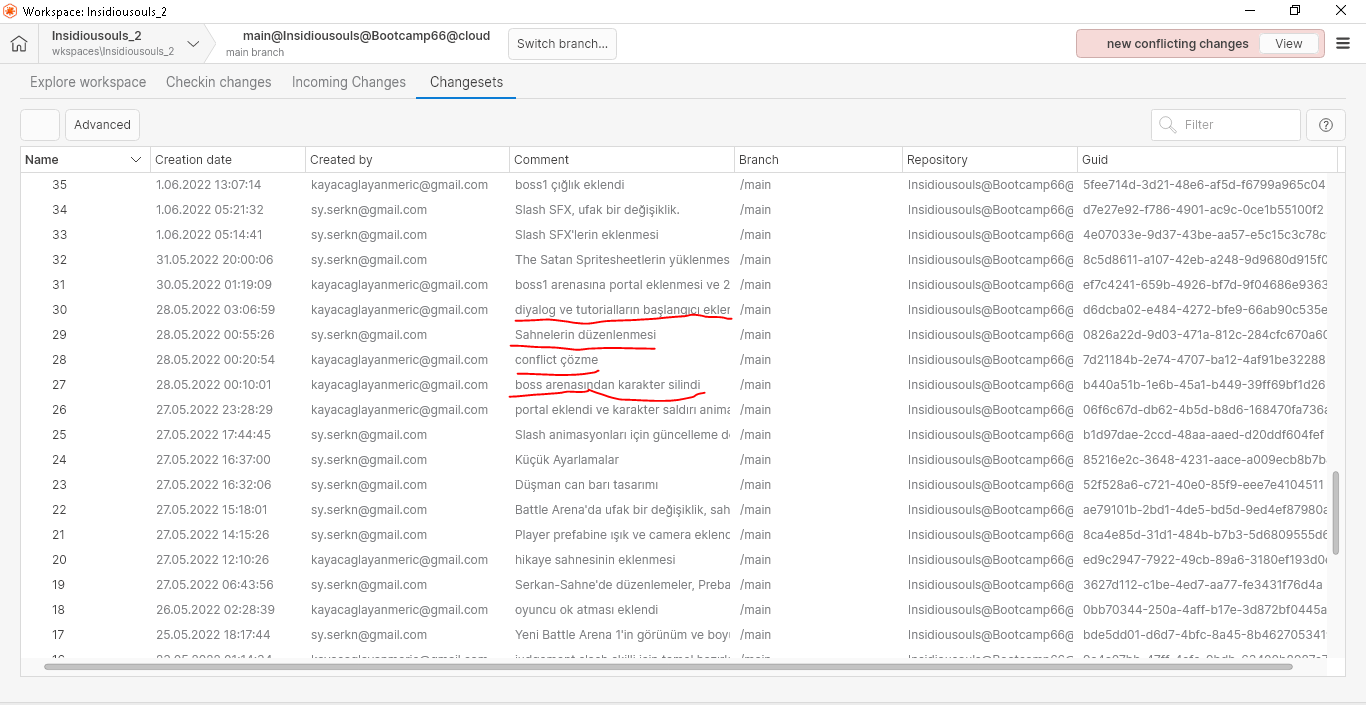 Workspace: Insidiousouls_2
Insidiousouls_2
wkspaces\Insidiousouls_2
main@Insidiousouls@Bootcamp66@cloud
main branch
Switch branch...
new conflicting changes View
Explore workspace Checkin changes Incoming Changes Changesets
Advanced
Filter
Name Creation date Created by Comment Branch Repository Guid
35 1.06.2022 13:07:14 kayacaglayanmeric@gmail.com boss1 çığlık eklendi /main Insidiousouls@Bootcamp66@ 5fee714d-3d21-48e6-af5d-f6799a965c04
34 1.06.2022 05:21:32 sy.serkn@gmail.com Slash SFX, ufak bir değişiklik. /main Insidiousouls@Bootcamp66@ d7e27e92-f786-4901-ac9c-0ce1b55100f2
33 1.06.2022 05:14:41 sy.serkn@gmail.com Slash SFX'lerin eklenmesi /main Insidiousouls@Bootcamp66@ 4e07033e-9d37-43be-aa57-e5c15c3c78c
32 31.05.2022 20:00:06 sy.serkn@gmail.com The Satan Spritesheetlerin yüklenmes /main Insidiousouls@Bootcamp66@ 8c5d8611-a107-42eb-a248-9d9680d915f0
31 30.05.2022 01:19:09 kayacaglayanmeric@gmail.com boss1 arenasına portal eklenmesi ve 2 /main Insidiousouls@Bootcamp66@ ef7c4241-659b-4926-bf7d-9f04686e9363
30 28.05.2022 03:06:59 kayacaglayanmeric@gmail.com diyalog ve tutorialların başlangıcı ekler /main Insidiousouls@Bootcamp66@ d6dcba02-e484-4272-bfe9-66ab90c535e
29 28.05.2022 00:55:26 sy.serkn@gmail.com Sahnelerin düzenlenmesi /main Insidiousouls@Bootcamp66@ 0826a22d-9d03-471a-812c-284cfc670a60
28 28.05.2022 00:20:54 kayacaglayanmeric@gmail.com conflict çözme /main Insidiousouls@Bootcamp66@ 7d21184b-2e74-4707-ba12-4af91be32288
27 28.05.2022 00:10:01 kayacaglayanmeric@gmail.com boss arenasından karakter silindi /main Insidiousouls@Bootcamp66@ b440a51b-1e6b-45a1-b449-39ff69bf1d26
26 27.05.2022 23:28:29 kayacaglayanmeric@gmail.com portal eklendi ve karakter saldırı anima /main Insidiousouls@Bootcamp66@ 06f6c67d-db62-4b5d-b8d6-168470fa736a
25 27.05.2022 17:44:45 sy.serkn@gmail.com Slash animasyonları için güncelleme de /main Insidiousouls@Bootcamp66@ b1d97dae-2ccd-48aa-aaed-d20ddf604fef
24 27.05.2022 16:37:00 sy.serkn@gmail.com Küçük Ayarlamalar /main Insidiousouls@Bootcamp66@ 85216e2c-3648-4231-aace-a009ecb8b7b
23 27.05.2022 16:32:06 sy.serkn@gmail.com Düşman can barı tasarımı /main Insidiousouls@Bootcamp66@ 52f528a6-c721-40e0-85f9-eee7e4104511
22 27.05.2022 15:18:01 sy.serkn@gmail.com Battle Arena'da ufak bir değişiklik, sah /main Insidiousouls@Bootcamp66@ ae79101b-2bd1-4de5-bd5d-9ed4ef87980a
21 27.05.2022 14:15:26 sy.serkn@gmail.com Player prefabine ışık ve camera eklenc /main Insidiousouls@Bootcamp66@ 8ca4e85d-31d1-484b-b7b3-5d6809555d6
20 27.05.2022 12:10:26 kayacaglayanmeric@gmail.com hikaye sahnesinin eklenmesi /main Insidiousouls@Bootcamp66@ ed9c2947-7922-49cb-89a6-3180ef193d0
19 27.05.2022 06:43:56 sy.serkn@gmail.com Serkan-Sahne'de düzenlemeler, Preba /main Insidiousouls@Bootcamp66@ 3627d112-c1be-4ed7-aa77-fe3431f76d4a
18 26.05.2022 02:28:39 kayacaglayanmeric@gmail.com oyuncu ok atması eklendi /main Insidiousouls@Bootcamp66@ 0bb70344-250a-4aff-b17e-3d872bf0445a
17 25.05.2022 18:17:44 sy.serkn@gmail.com Yeni Battle Arena 1'in görünüm ve boyu /main Insidiousouls@Bootcamp66@ bde5dd01-d6d7-4bfc-8a45-8b462705341